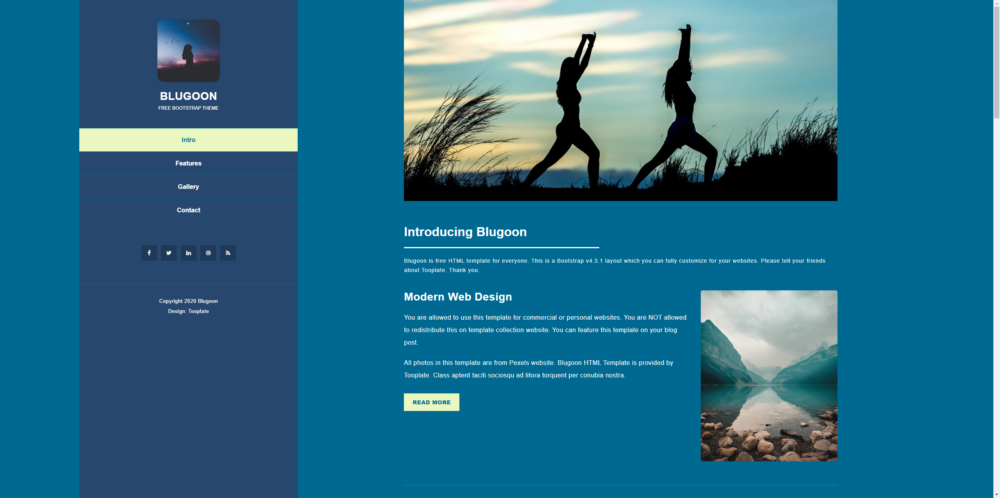 BLUGOON
FREE BOOTSTRAP THEME
Intro
Features
Gallery
Contact
Copyright 2020 Blugoon
Design: Tooplate
Introducing Blugoon
Blugoon is free HTML template for everyone. This is a Bootstrap v4.3.1 layout which you can fully customize for your websites. Please tell your friends
about Tooplate. Thank you.
Modern Web Design
You are allowed to use this template for commercial or personal websites. You are NOT allowed
to redistribute this on template collection website. You can feature this template on your blog
post.
All photos in this template are from Pexels website. Blugoon HTML Template is provided by
Tooplate. Class aptent taciti sociosqu ad litora torquent per conubia nostra.
READ MORE